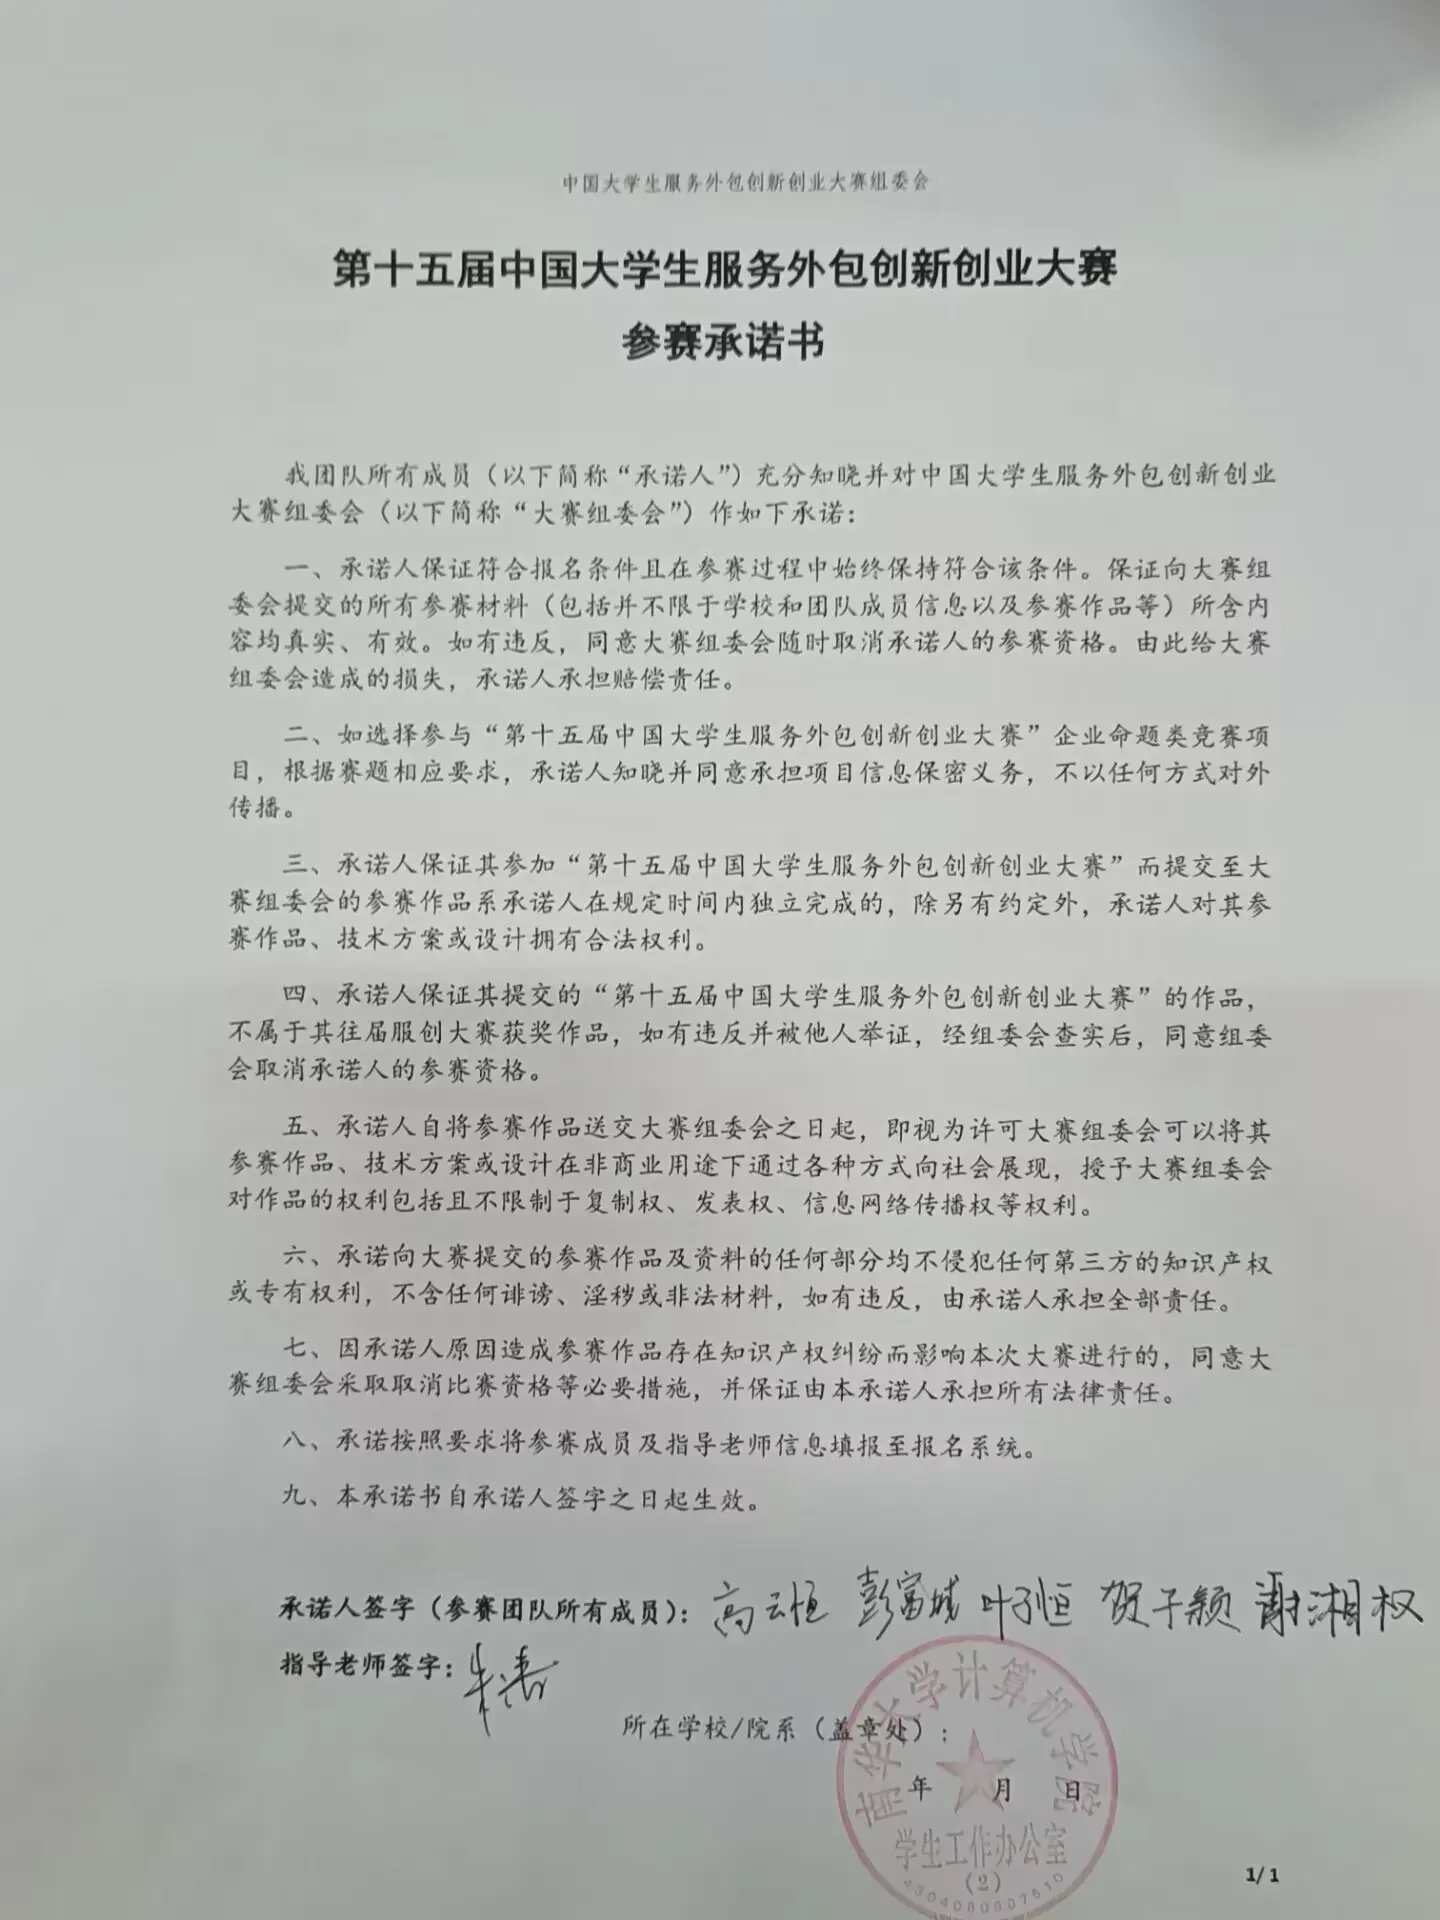 中国大学生服务外包创新创业大赛组委会
第十五届中国大学生服务外包创新创业大赛
参赛承诺书
我团队所有成员（以下简称“承诺人”）充分知晓并对中国大学生服务外包创新创业
大赛组委会（以下简称“大赛组委会”）作如下承诺：
一、承诺人保证符合报名条件且在参赛过程中始终保持符合该条件。保证向大赛组
委会提交的所有参赛材料（包括并不限于学校和团队成员信息以及参赛作品等）所含内
容均真实、有效。如有违反，同意大赛组委会随时取消承诺人的参赛资格。由此给大赛
组委会造成的损失，承诺人承担赔偿责任。
二、如选择参与“第十五届中国大学生服务外包创新创业大赛”企业命题类竞赛项
目，根据赛题相应要求，承诺人知晓并同意承担项目信息保密义务，不以任何方式对外
传播。
三、承诺人保证其参加“第十五届中国大学生服务外包创新创业大赛”而提交至大
赛组委会的参赛作品系承诺人在规定时间内独立完成的，除另有约定外，承诺人对其参
赛作品、技术方案或设计拥有合法权利。
四、承诺人保证其提交的“第十五届中国大学生服务外包创新创业大赛”的作品，
不属于其往届服创大赛获奖作品，如有违反并被他人举证，经组委会查实后，同意组委
会取消承诺人的参赛资格。
五、承诺人自将参赛作品送交大赛组委会之日起，即视为许可大赛组委会可以将其
参赛作品、技术方案或设计在非商业用途下通过各种方式向社会展现，授予大赛组委会
对作品的权利包括且不限制于复制权、发表权、信息网络传播权等权利。
六、承诺向大赛提交的参赛作品及资料的任何部分均不侵犯任何第三方的知识产权
或专有权利，不含任何诽谤、淫秽或非法材料，如有违反，由承诺人承担全部责任。
七、因承诺人原因造成参赛作品存在知识产权纠纷而影响本次大赛进行的，同意大
赛组委会采取取消比赛资格等必要措施，并保证由本承诺人承担所有法律责任。
八、承诺按照要求将参赛成员及指导老师信息填报至报名系统。
九、本承诺书自承诺人签字之日起生效。
承诺人签字（参赛团队所有成员）：高云恒 彭富城 叶子恒 贺子颖 谢湘权
指导老师签字：朱涛
所在学校/院系（盖章处）：
南华大学计算机学院
年 月 日
学生工作办公室
（2）
4304080007610
1/1